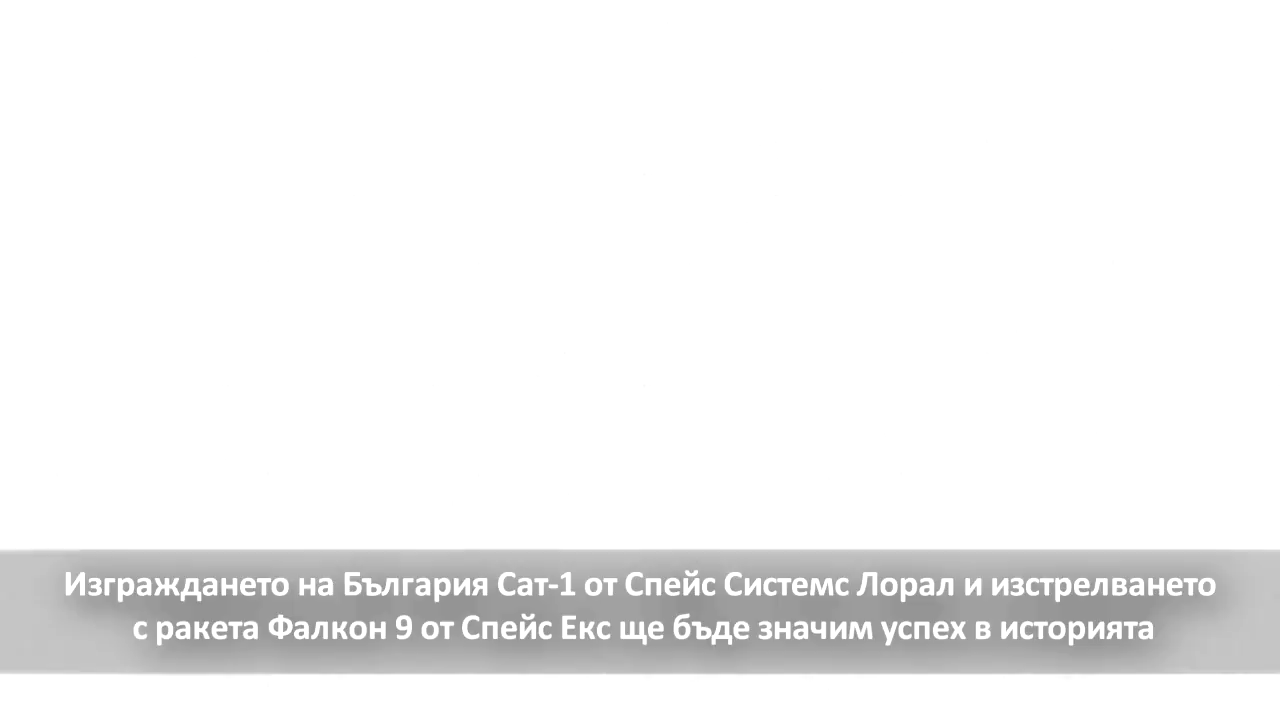 Изграждането на България Сат-1 от Спейс Системс Лорал и изстрелването
с ракета Фалкон 9 от Спейс Екс ще бъде значим успех в историята